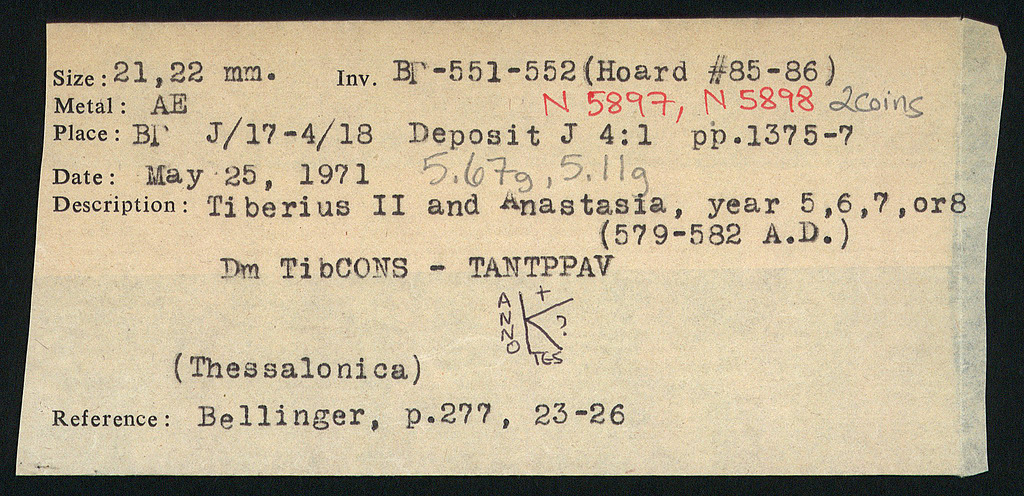 Size: 21,22 mm. Inv. BΓ-551-552(Hoard #85-86)
Metal: AE N 5897, N 5898 2coins
Place: BΓ J/17-4/18 Deposit J 4:1 pp.1375-7
Date: May 25, 1971 5.67g, 5.11g
Description: Tiberius II and Anastasia, year 5,6,7,or8
(579-582 A.D.)
Dm TibCONS - TANTPPAV
ANNO K + ?
TES
(Thessalonica)
Reference: Bellinger, p.277, 23-26